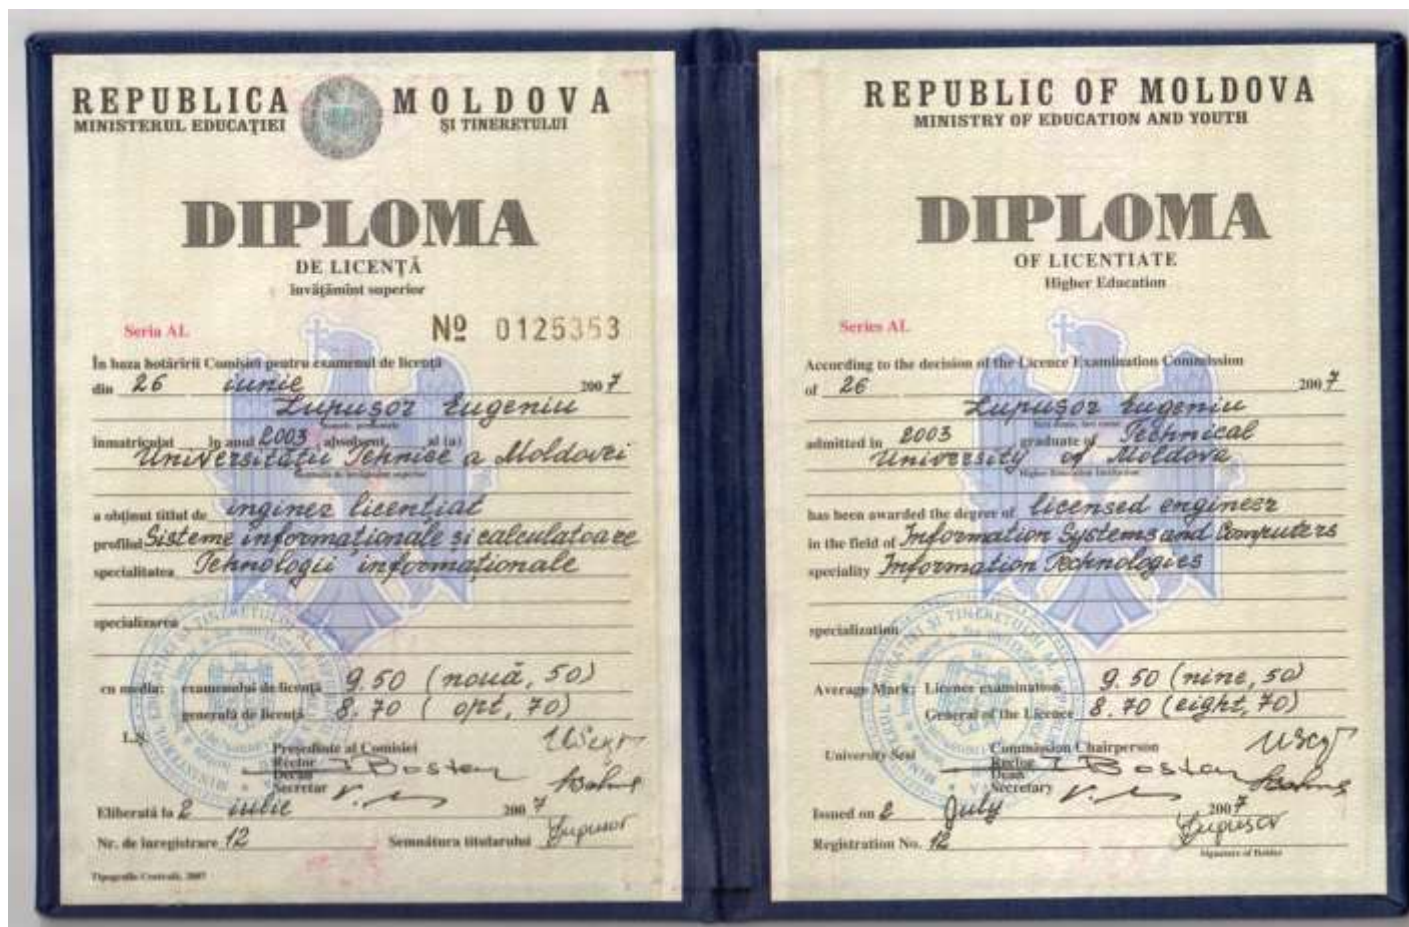 REPUBLICA MOLDOVA
MINISTERUL EDUCAŢIEI ŞI TINERETULUI
DIPLOMA
DE LICENŢĂ
învăţămînt superior
Seria AL
Nº 0125353
În baza hotărîrii Comisiei pentru examenul de licenţă
din 26 iunie 2007
Lupuşor Eugeniu
înmatriculat în anul 2003, absolvent al (a)
Universităţii Tehnice a Moldovei
a obţinut titlul de inginer licenţiat
profilul Sisteme informaţionale şi calculatoare
specialitatea Tehnologii informaţionale
specializarea
cu media: examenului de licenţă 9.50 (nouă, 50)
generală de licenţă 8.70 (opt, 70)
L.S.
Preşedinte al Comisiei
Rector
Decan
Secretar
Eliberată la 2 iulie 2007
Nr. de înregistrare 12 Semnătura titularului Lupusor
Tipografia Centrală, 2007
REPUBLIC OF MOLDOVA
MINISTRY OF EDUCATION AND YOUTH
DIPLOMA
OF LICENTIATE
Higher Education
Series AL
According to the decision of the Licence Examination Commission
of 26 2007
Lupuşor Eugeniu
admitted in 2003 graduate of Technical
University of Moldova
Higher Education Institution
has been awarded the degree of licensed engineer
in the field of Information Systems and Computers
speciality Information Technologies
specialization
Average Mark: Licence examination 9.50 (nine, 50)
General of the Licence 8.70 (eight, 70)
University Seal
Commission Chairperson
Rector
Dean
Secretary
Issued on 2 July 2007
Registration No. 12 Lupusor
Signature of Holder